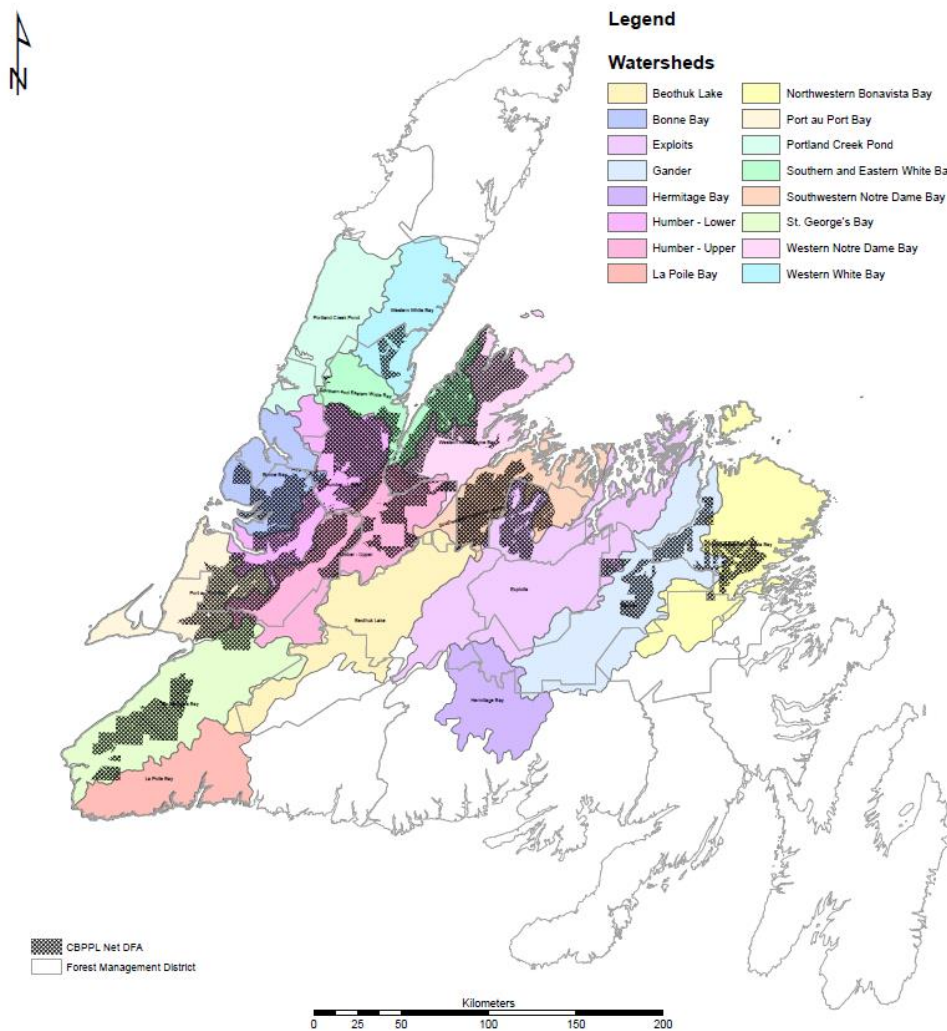 N
Legend
Watersheds
Beothuk Lake
Northwestern Bonavista Bay
Bonne Bay
Port au Port Bay
Exploits
Portland Creek Pond
Gander
Southern and Eastern White Ba
Hermitage Bay
Southwestern Notre Dame Bay
Humber - Lower
St. George's Bay
Humber - Upper
Western Notre Dame Bay
La Poile Bay
Western White Bay
Western White Bay
Portland Creek Pond
Bonne Bay
Exploits
Beothuk Lake
Hermitage Bay
La Poile Bay
CBPPL Net DFA
Forest Management District
Kilometers
0 25 50 100 150 200